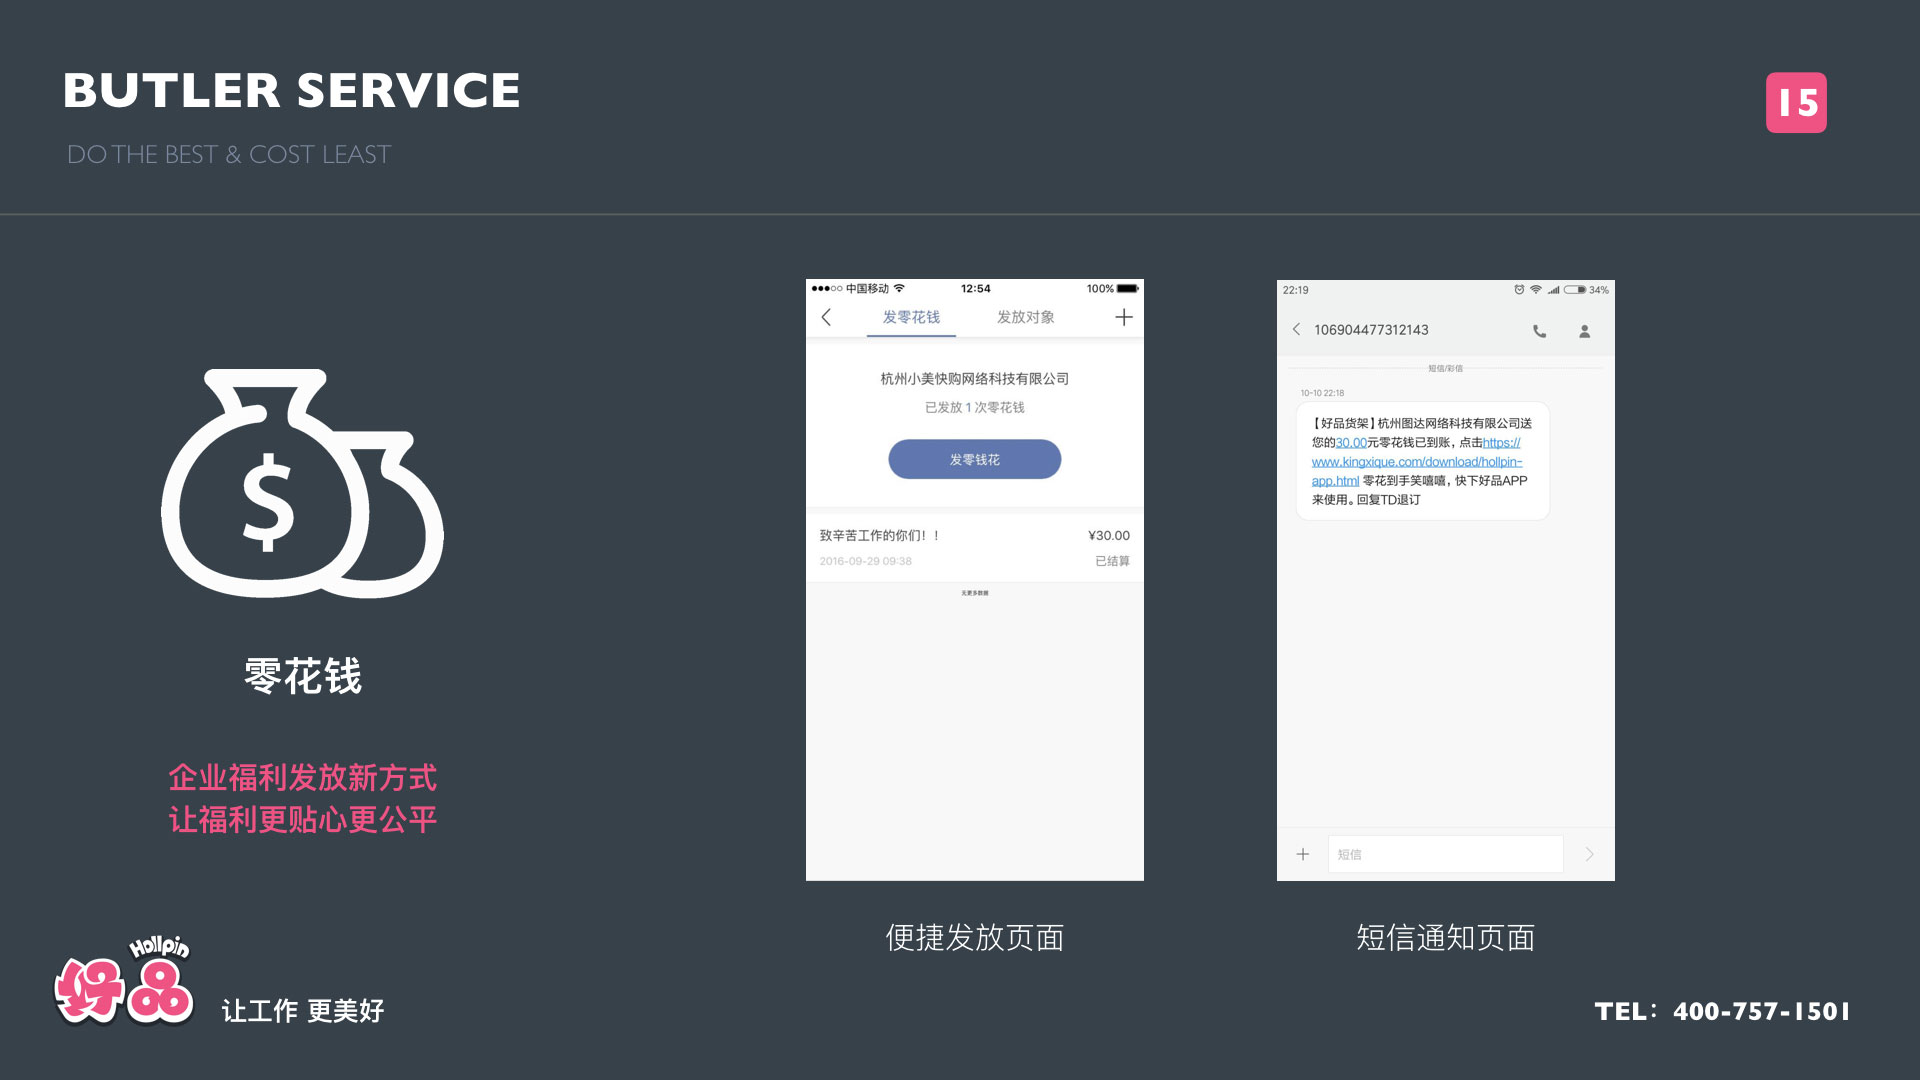 BUTLER SERVICE
15
DO THE BEST & COST LEAST
$
零花钱
企业福利发放新方式
让福利更贴心更公平
中国移动
12:54
100%
发零花钱
发放对象
杭州小美快购网络科技有限公司
已发放 1 次零花钱
发零钱花
致辛苦工作的你们！！
¥30.00
2016-09-29 09:38
已结算
无更多数据
便捷发放页面
22:19
34%
106904477312143
短信/彩信
10-10 22:18
【好品货架】杭州图达网络科技有限公司送
您的30.00元零花钱已到账，点击https://
www.kingxique.com/download/hollpin-
app.html 零花到手笑嘻嘻，快下好品APP
来使用。回复TD退订
短信
短信通知页面
Hollpin
好品
让工作 更美好
TEL：400-757-1501